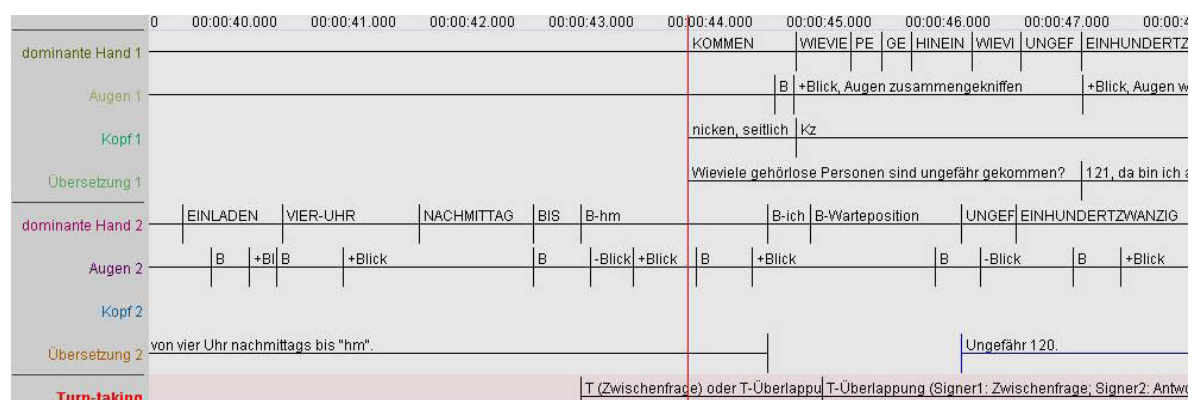 0 00:00:40.000 00:00:41.000 00:00:42.000 00:00:43.000 00:00:44.000 00:00:45.000 00:00:46.000 00:00:47.000 00:00:4
dominante Hand 1 KOMMEN WIEVIE PE GE HINEIN WIEVI UNGEF EINHUNDERTZ
Augen 1 B +Blick, Augen zusammengekniffen +Blick, Augen w
Kopf 1 nicken, seitlich Kz
Übersetzung 1 Wieviele gehörlose Personen sind ungefähr gekommen? 121, da bin ich a
dominante Hand 2 EINLADEN VIER-UHR NACHMITTAG BIS B-hm B-ich B-Warteposition UNGEF EINHUNDERTZWANZIG
Augen 2 B +Bl B +Blick B -Blick +Blick B +Blick B -Blick B +Blick
Kopf 2
Übersetzung 2 von vier Uhr nachmittags bis "hm". Ungefähr 120.
Turn-taking T (Zwischenfrage) oder T-Überlappu T-Überlappung (Signer1: Zwischenfrage; Signer2: Antwo